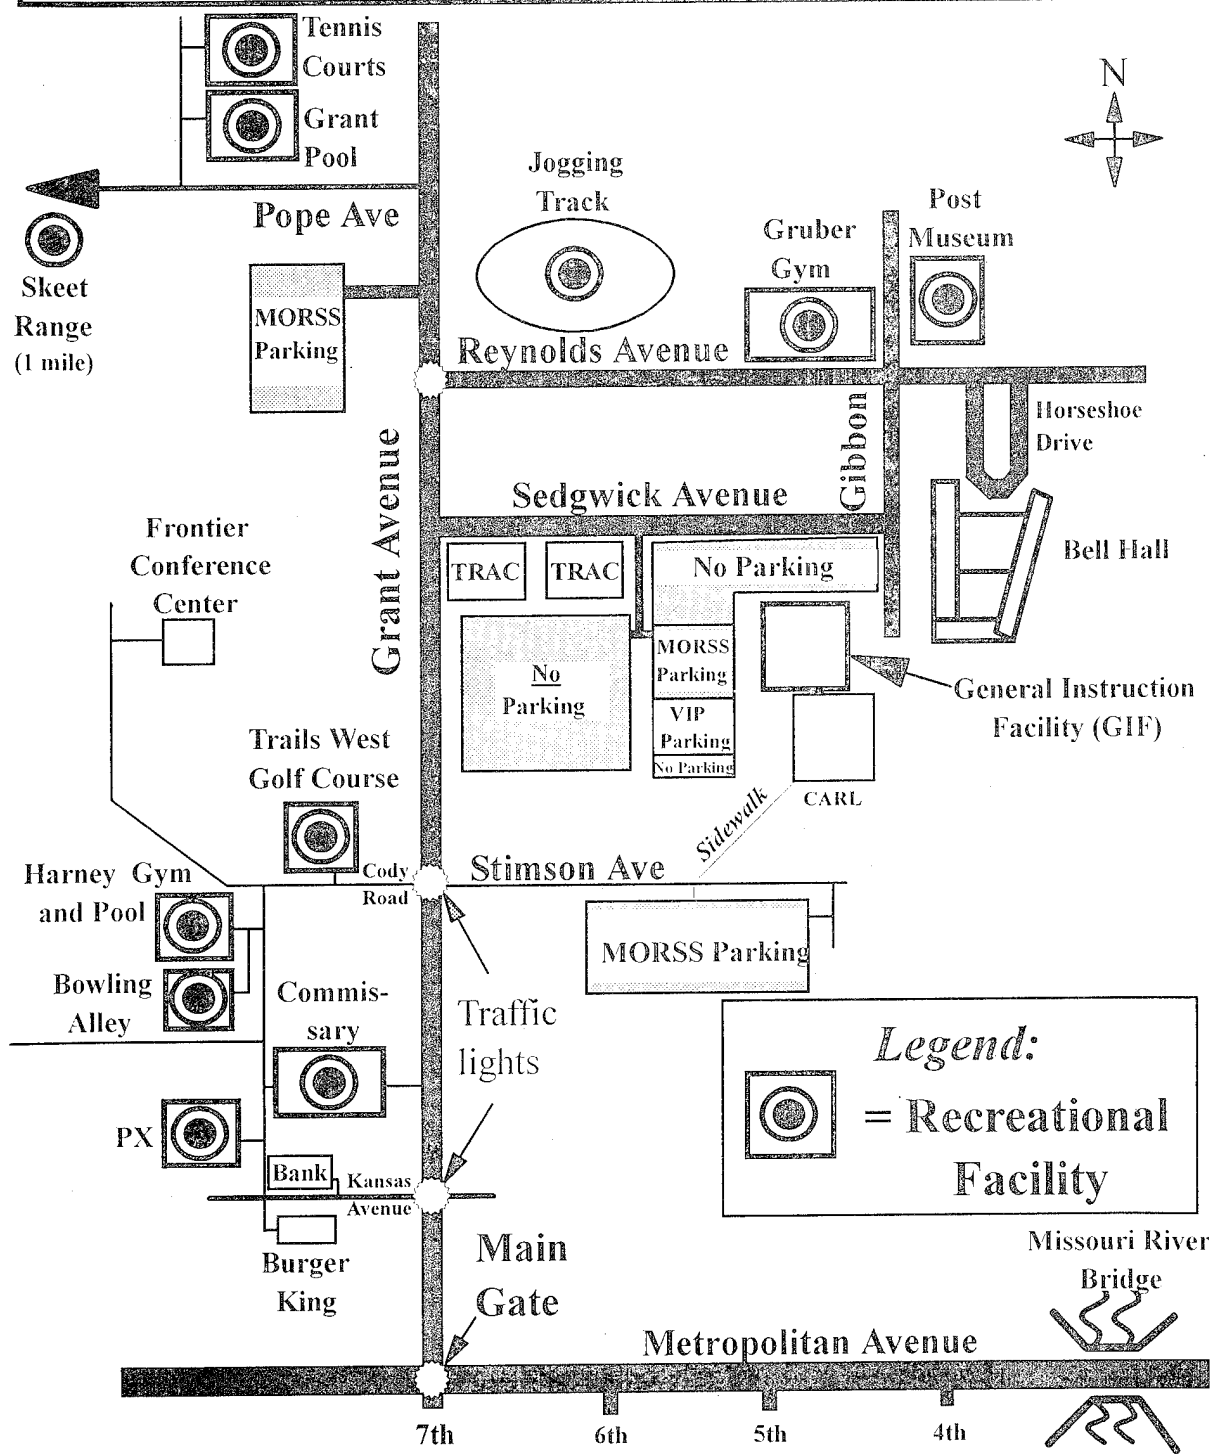 Tennis
Courts
Grant
Pool
N
Jogging
Track
Pope Ave
Post
Museum
Gruber
Gym
Skeet
Range
(1 mile)
MORSS
Parking
Reynolds Avenue
Horseshoe
Drive
Gibbon
Grant Avenue
Sedgwick Avenue
Frontier
Conference
Center
TRAC
TRAC
No Parking
Bell Hall
No
Parking
MORSS
Parking
VIP
Parking
No Parking
General Instruction
Facility (GIF)
CARL
Sidewalk
Trails West
Golf Course
Cody
Road
Stimson Ave
Harney Gym
and Pool
MORSS Parking
Bowling
Alley
Commis-
sary
Traffic
lights
Legend:
= Recreational
Facility
PX
Bank
Kansas
Avenue
Burger
King
Main
Gate
Missouri River
Bridge
Metropolitan Avenue
7th
6th
5th
4th